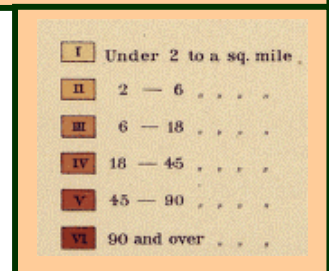 I Under 2 to a sq. mile.
II 2 — 6 " " " "
III 6 — 18 " " " "
IV 18 — 45 " " " "
V 45 — 90 " " " "
VI 90 and over " " "